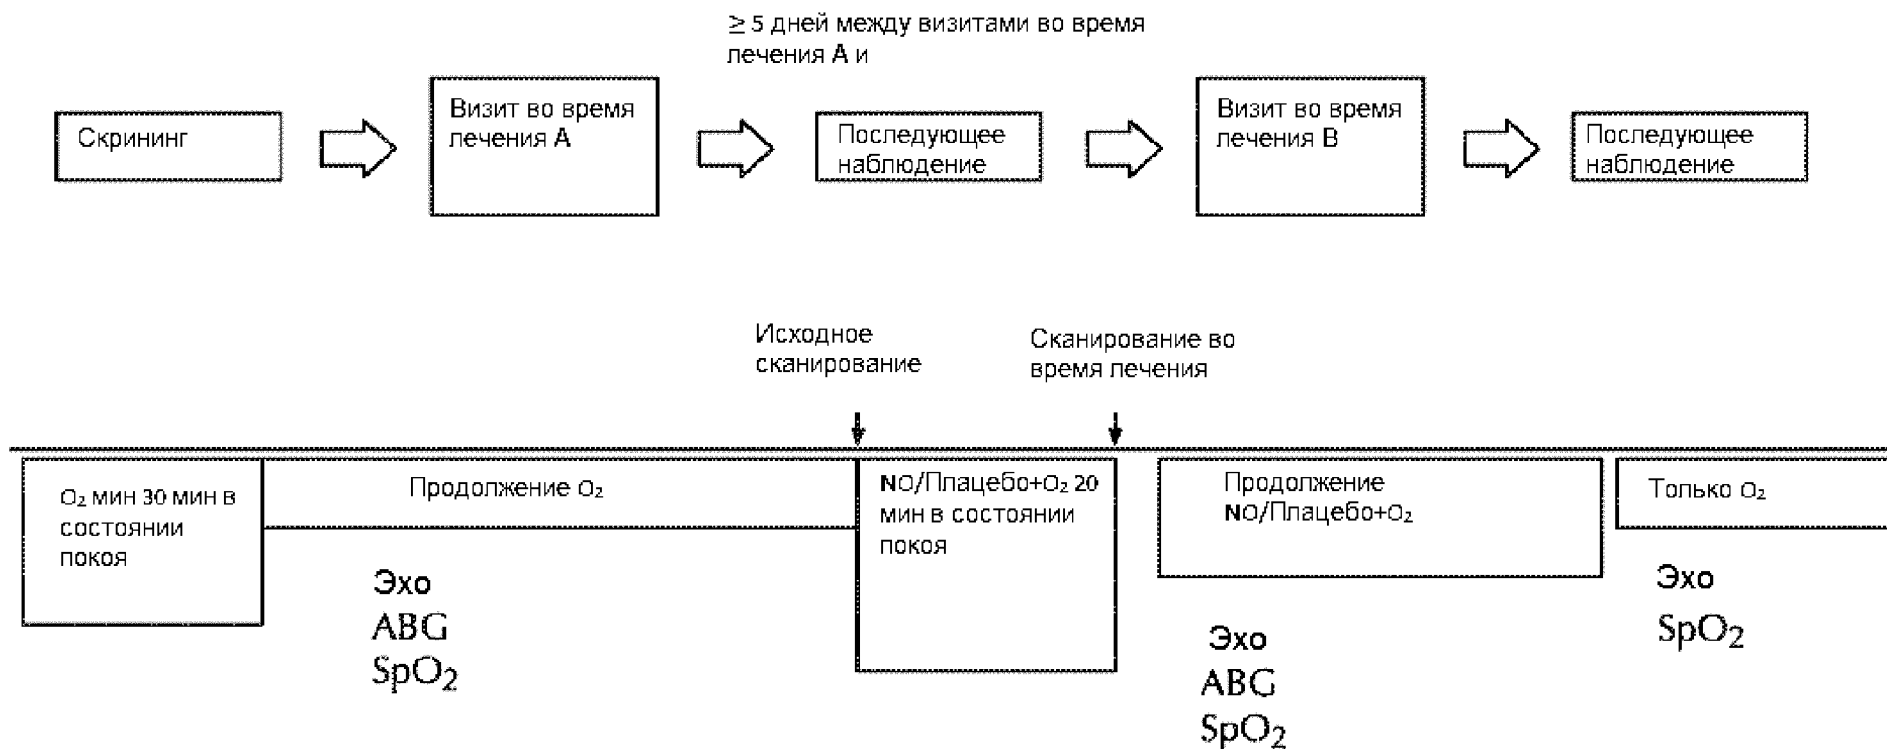 ≥ 5 дней между визитами во время
лечения А и
Скрининг
Визит во время
лечения А
Последующее
наблюдение
Визит во время
лечения В
Последующее
наблюдение
Исходное
сканирование
Сканирование во
время лечения
O₂ мин 30 мин в
состоянии
покоя
Продолжение O₂
NO/Плацебо+O₂ 20
мин в состоянии
покоя
Продолжение
NO/Плацебо+O₂
Только O₂
Эхо
ABG
SpO₂
Эхо
ABG
SpO₂
Эхо
SpO₂